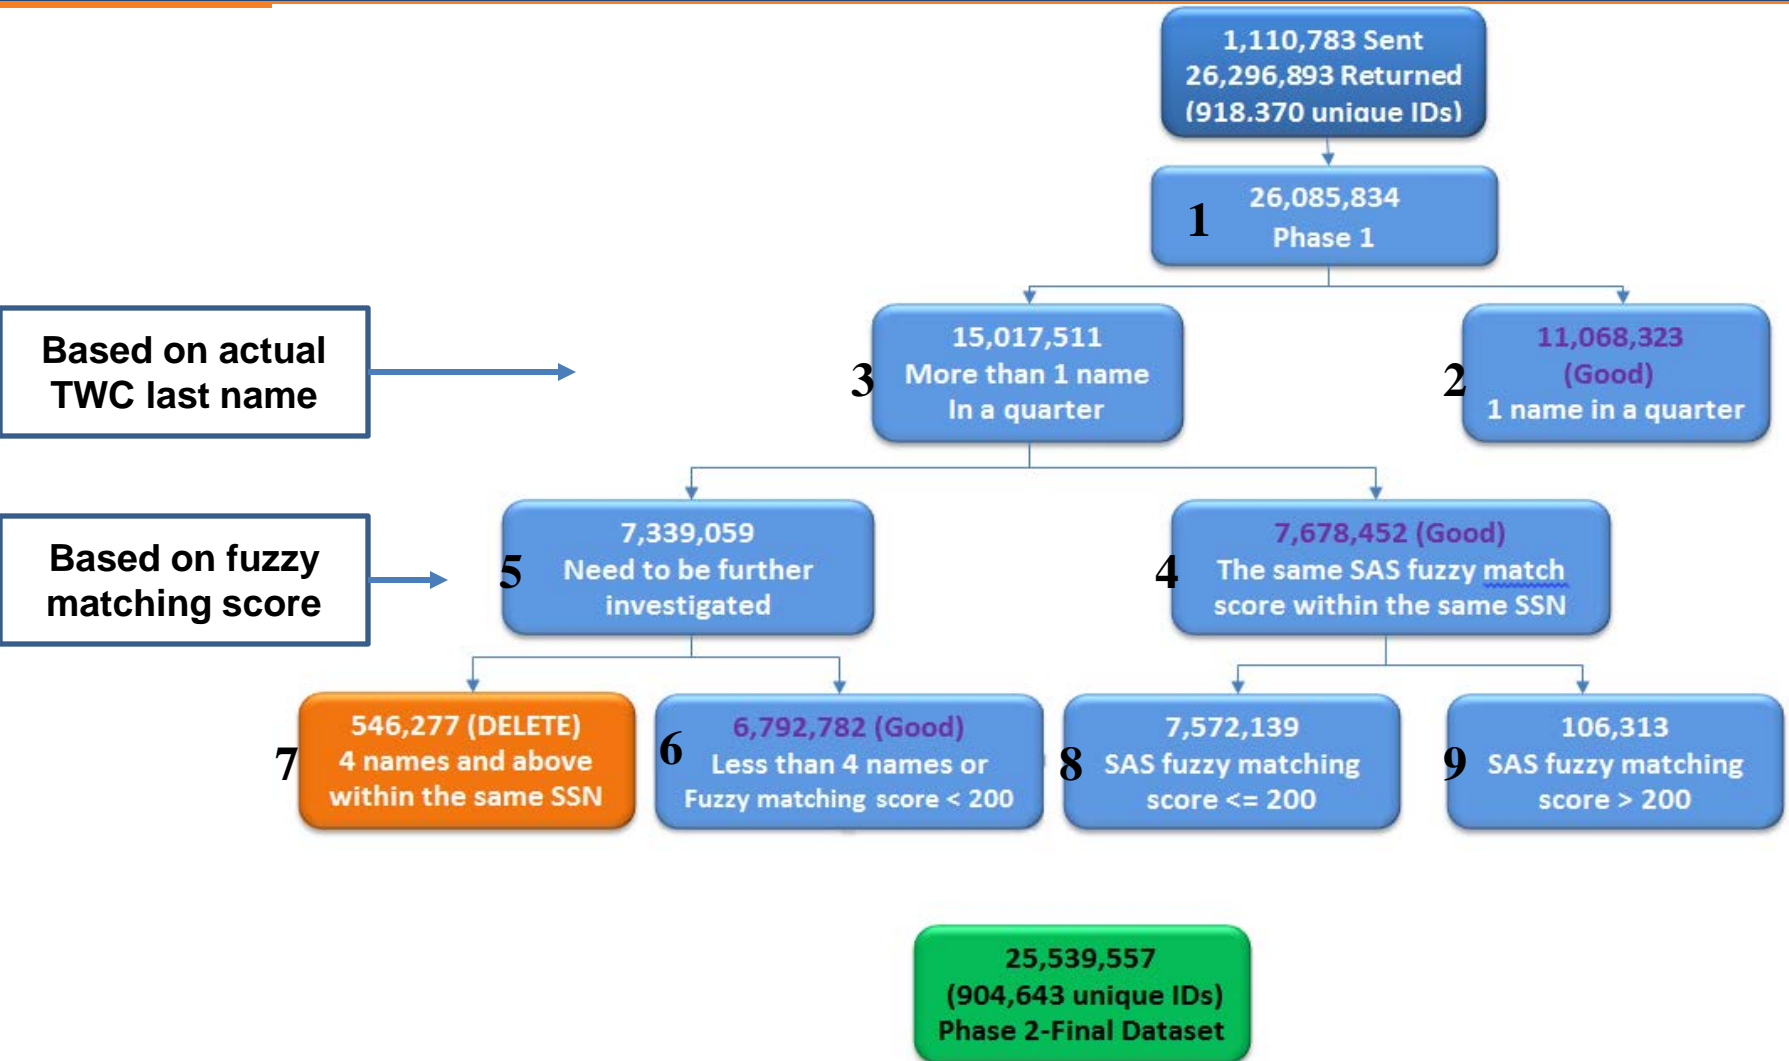 1,110,783 Sent
26,296,893 Returned
(918.370 unique IDs)
1
26,085,834
Phase 1
Based on actual
TWC last name
3
15,017,511
More than 1 name
In a quarter
2
11,068,323
(Good)
1 name in a quarter
Based on fuzzy
matching score
5
7,339,059
Need to be further
investigated
4
7,678,452 (Good)
The same SAS fuzzy match
score within the same SSN
7
546,277 (DELETE)
4 names and above
within the same SSN
6
6,792,782 (Good)
Less than 4 names or
Fuzzy matching score < 200
8
7,572,139
SAS fuzzy matching
score <= 200
9
106,313
SAS fuzzy matching
score > 200
25,539,557
(904,643 unique IDs)
Phase 2-Final Dataset